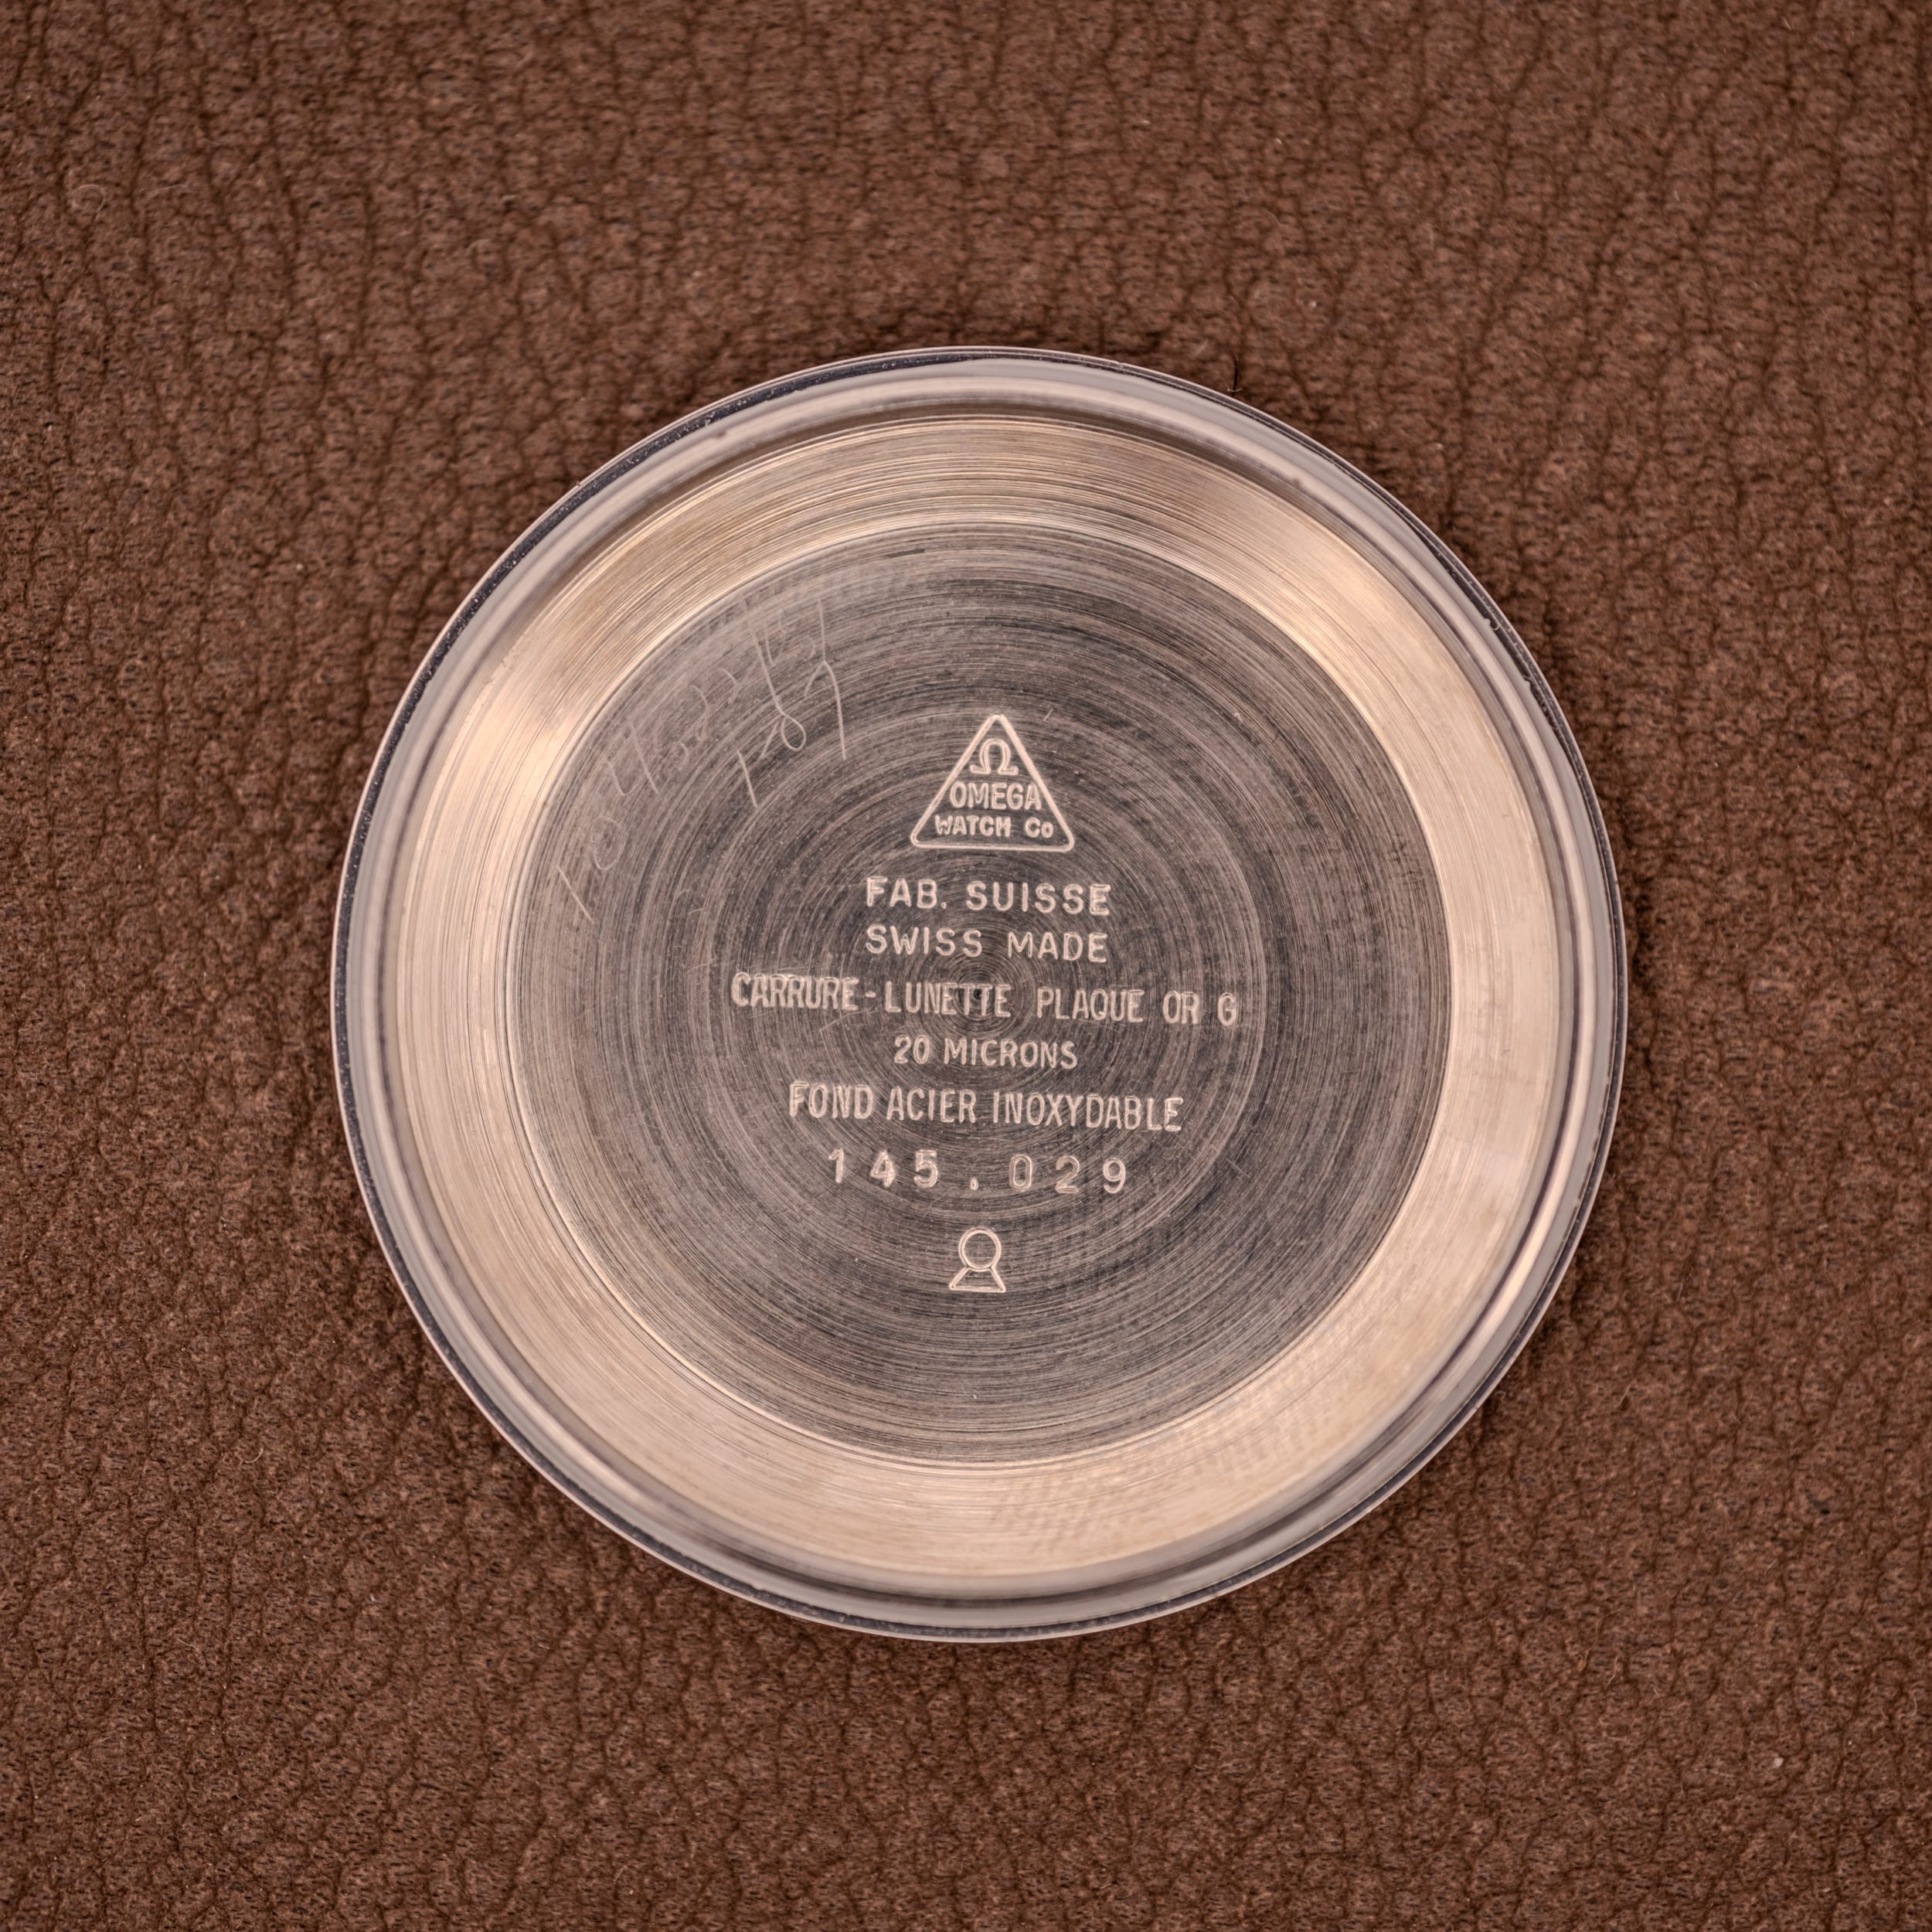 Ω
OMEGA
WATCH Co
FAB. SUISSE
SWISS MADE
CARRURE-LUNETTE PLAQUE OR G
20 MICRONS
FOND ACIER INOXYDABLE
145.029